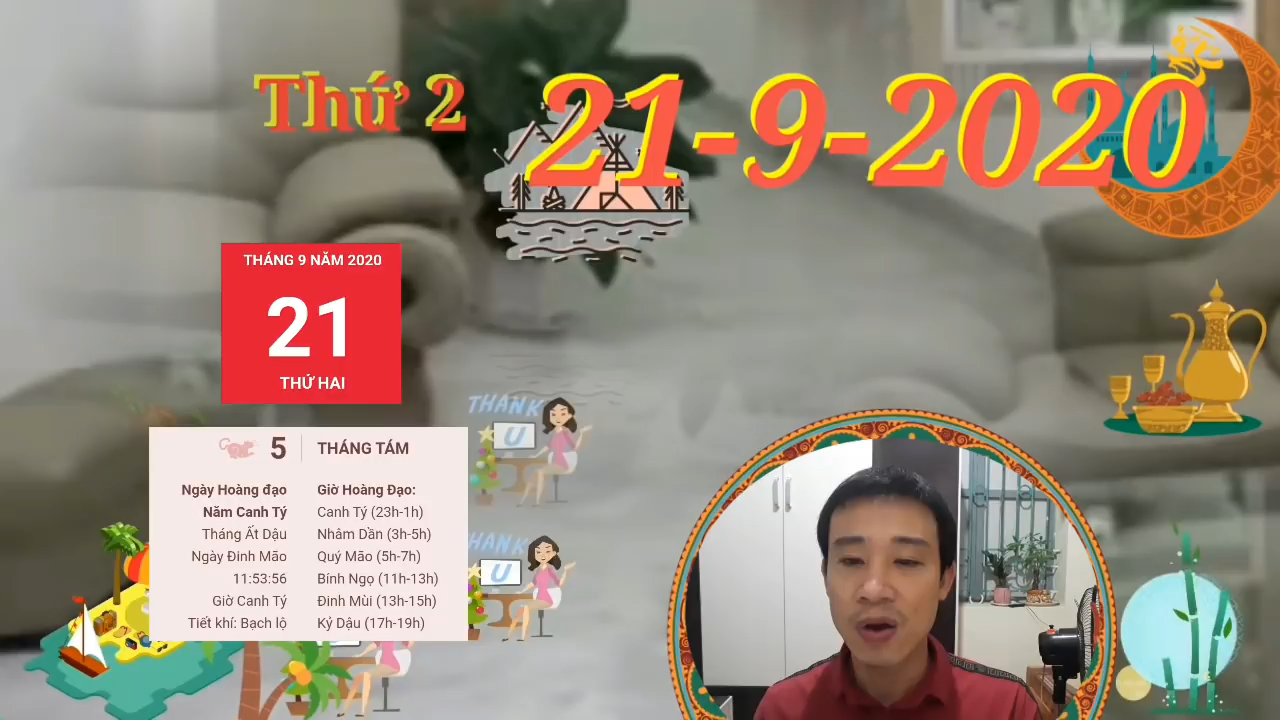 Thứ 2
21-9-2020
THÁNG 9 NĂM 2020
21
THỨ HAI
5 THÁNG TÁM
Ngày Hoàng đạo
Giờ Hoàng Đạo:
Năm Canh Tý
Canh Tý (23h-1h)
Tháng Ất Dậu
Nhâm Dần (3h-5h)
Ngày Đinh Mão
Quý Mão (5h-7h)
11:53:56
Bính Ngọ (11h-13h)
Giờ Canh Tý
Đinh Mùi (13h-15h)
Tiết khí: Bạch lộ
Kỷ Dậu (17h-19h)
THANK
U
THANK
U